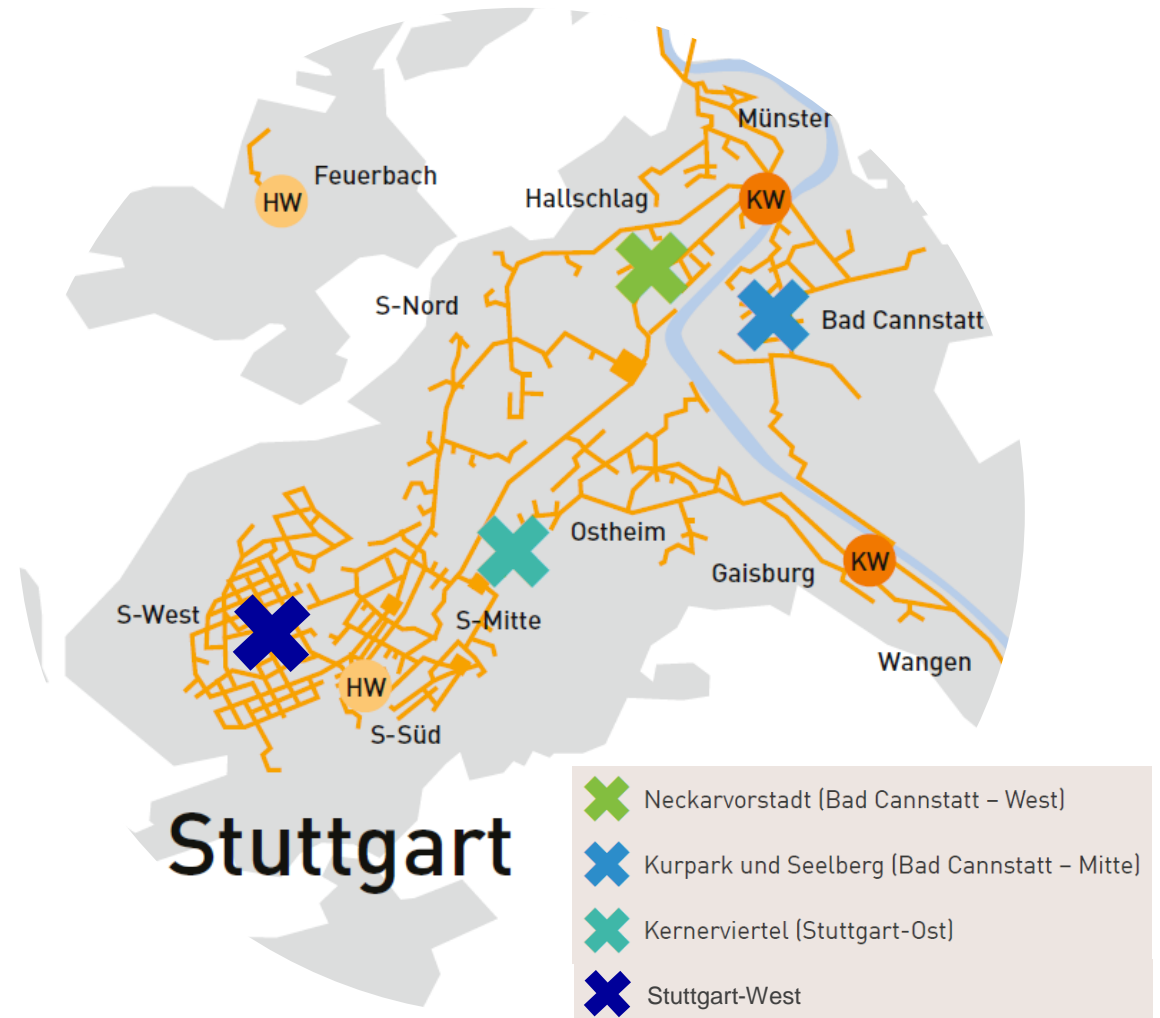 Münster
Feuerbach
HW
Hallschlag
KW
S-Nord
Bad Cannstatt
Ostheim
KW
Gaisburg
S-West
S-Mitte
Wangen
HW
S-Süd
Stuttgart
Neckarvorstadt (Bad Cannstatt – West)
Kurpark und Seelberg (Bad Cannstatt – Mitte)
Kernerviertel (Stuttgart-Ost)
Stuttgart-West